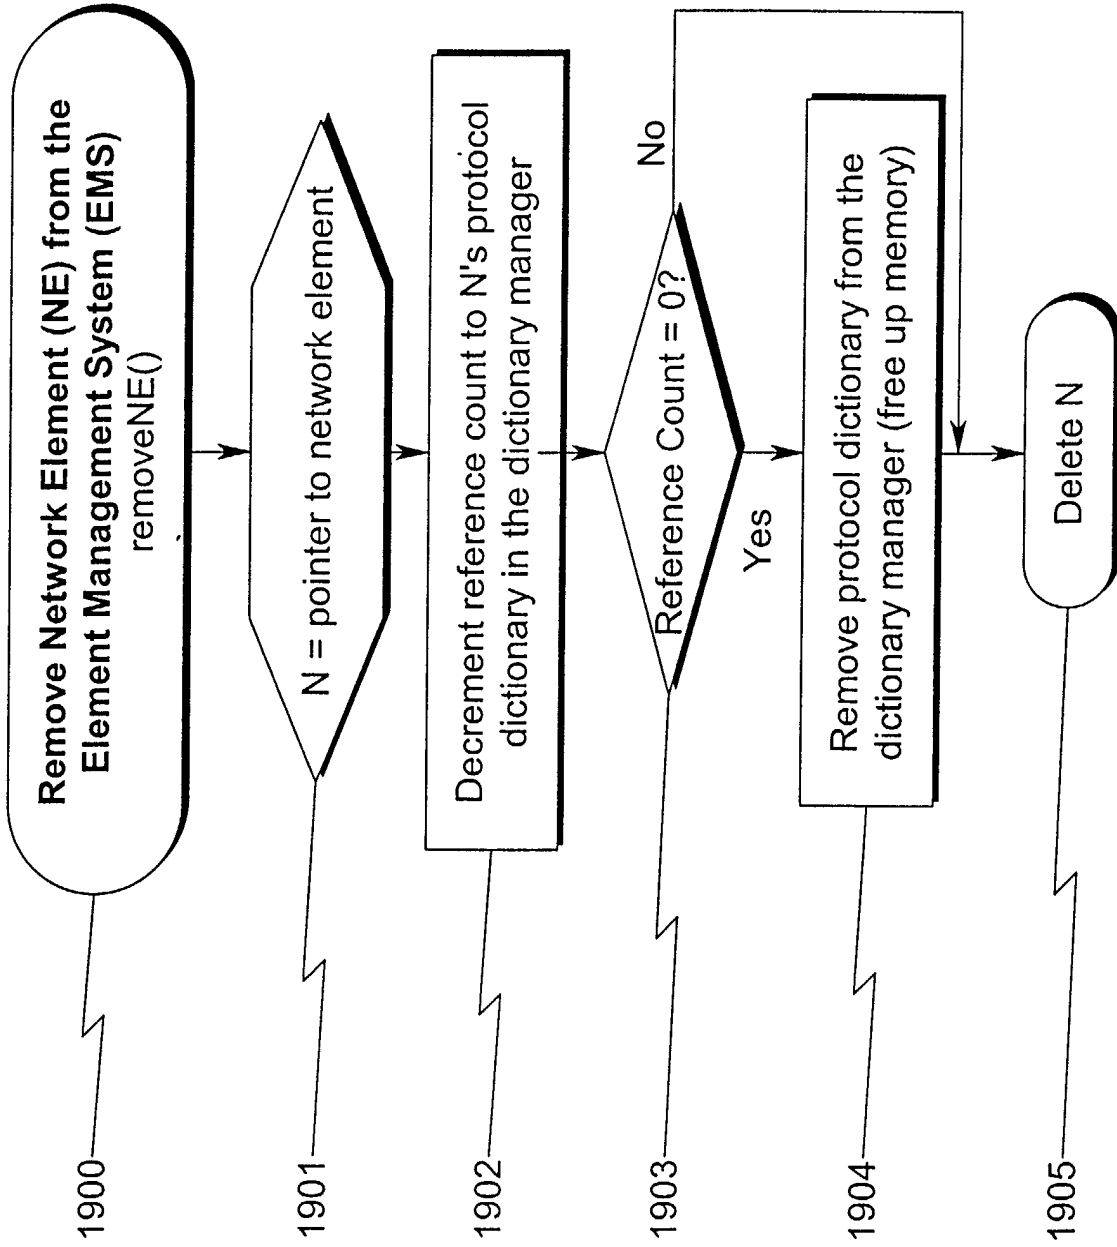 1900
Remove Network Element (NE) from the
Element Management System (EMS)
removeNE()
1901
N = pointer to network element
1902
Decrement reference count to N's protocol
dictionary in the dictionary manager
1903
Reference Count = 0?
No
Yes
1904
Remove protocol dictionary from the
dictionary manager (free up memory)
1905
Delete N